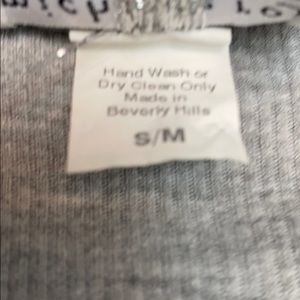 Hand Wash or
Dry Clean Only
Made in
Beverly Hills
S/M